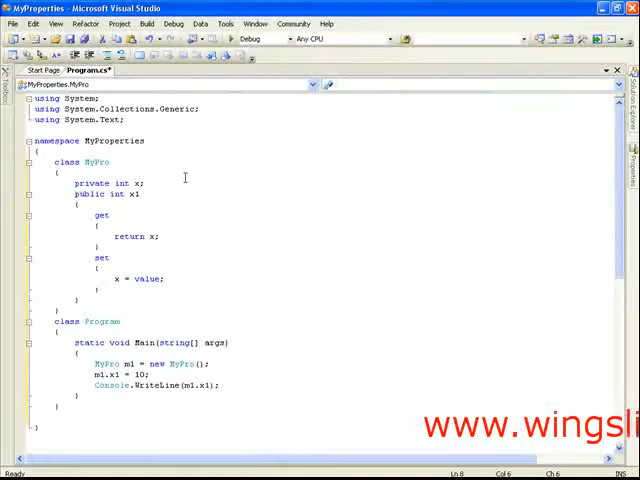 MyProperties - Microsoft Visual Studio
File Edit View Refactor Project Build Debug Data Tools Window Community Help
Debug Any CPU
Start Page Program.cs*
MyProperties.MyPro
using System;
using System.Collections.Generic;
using System.Text;
namespace MyProperties
{
class MyPro
{
private int x;
public int x1
{
get
{
return x;
}
set
{
x = value;
}
}
}
class Program
{
static void Main(string[] args)
{
MyPro m1 = new MyPro();
m1.x1 = 10;
Console.WriteLine(m1.x1);
}
}
}
www.wingsli
Toolbox
Solution Explorer
Properties
Ready Ln 8 Col 6 Ch 6 INS